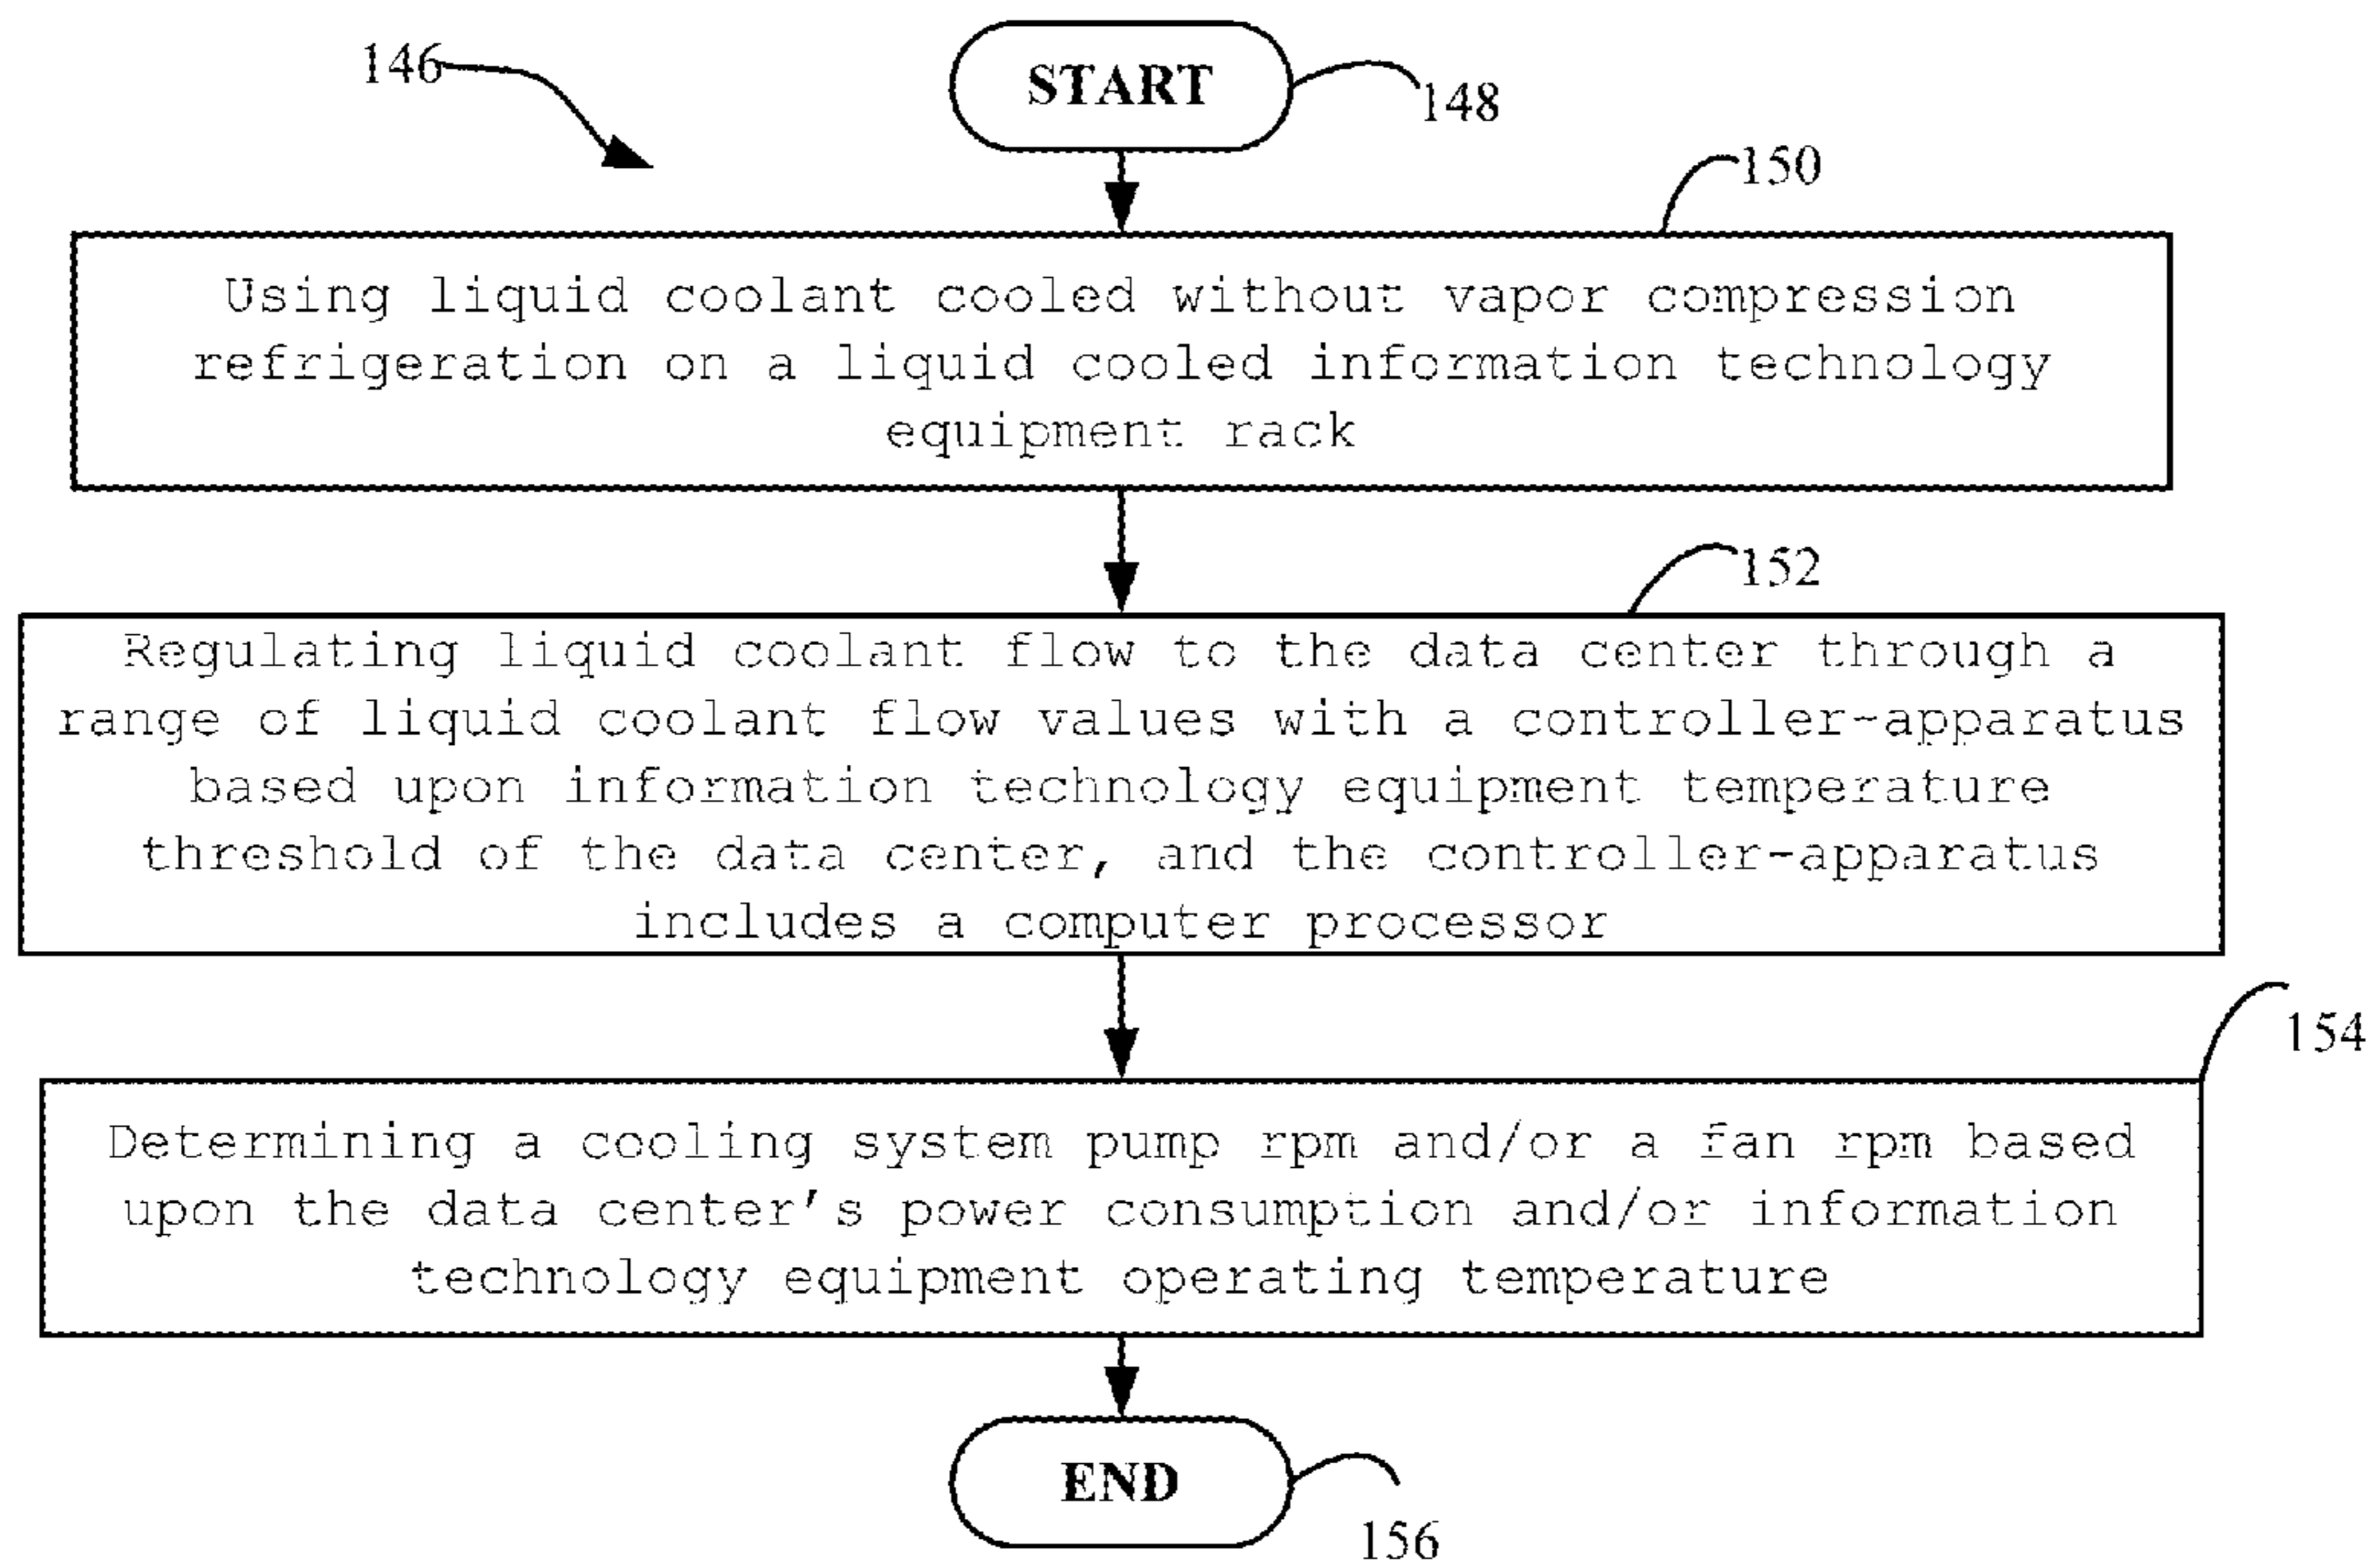 146
START
148
150
Using liquid coolant cooled without vapor compression
refrigeration on a liquid cooled information technology
equipment rack
152
Regulating liquid coolant flow to the data center through a
range of liquid coolant flow values with a controller-apparatus
based upon information technology equipment temperature
threshold of the data center, and the controller-apparatus
includes a computer processor
154
Determining a cooling system pump rpm and/or a fan rpm based
upon the data center's power consumption and/or information
technology equipment operating temperature
END
156